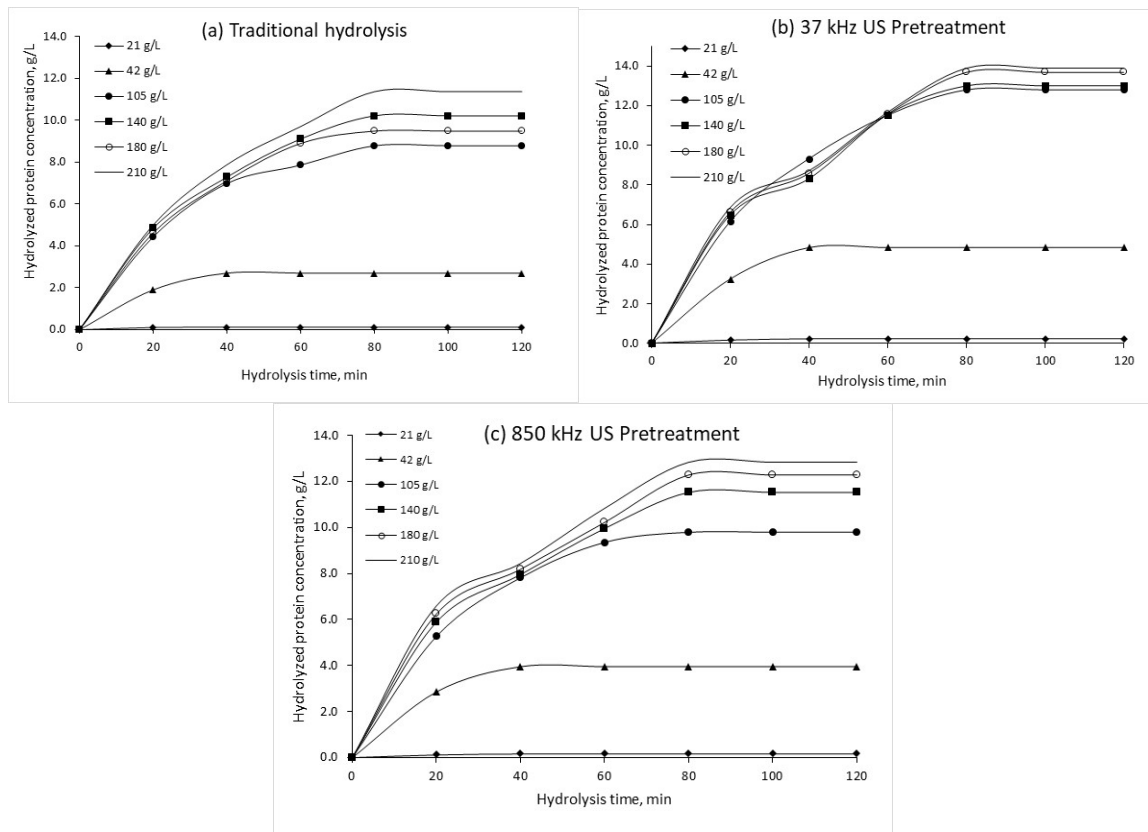 (a) Traditional hydrolysis
Hydrolyzed protein concentration, g/L
14.0
12.0
10.0
8.0
6.0
4.0
2.0
0.0
21 g/L
42 g/L
105 g/L
140 g/L
180 g/L
210 g/L
0 20 40 60 80 100 120
Hydrolysis time, min
(b) 37 kHz US Pretreatment
Hydrolyzed protein concentration, g/L
14.0
12.0
10.0
8.0
6.0
4.0
2.0
0.0
21 g/L
42 g/L
105 g/L
140 g/L
180 g/L
210 g/L
0 20 40 60 80 100 120
Hydrolysis time, min
(c) 850 kHz US Pretreatment
Hydrolyzed protein concentration, g/L
14.0
12.0
10.0
8.0
6.0
4.0
2.0
0.0
21 g/L
42 g/L
105 g/L
140 g/L
180 g/L
210 g/L
0 20 40 60 80 100 120
Hydrolysis time, min